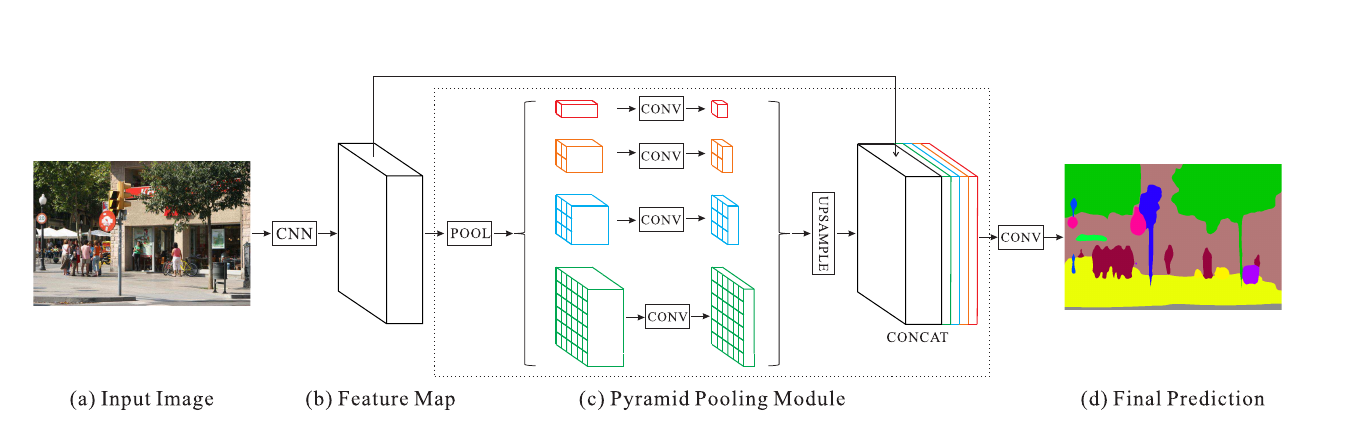 CONV
CONV
CNN
POOL
CONV
UPSAMPLE
CONV
CONV
CONCAT
(a) Input Image
(b) Feature Map
(c) Pyramid Pooling Module
(d) Final Prediction